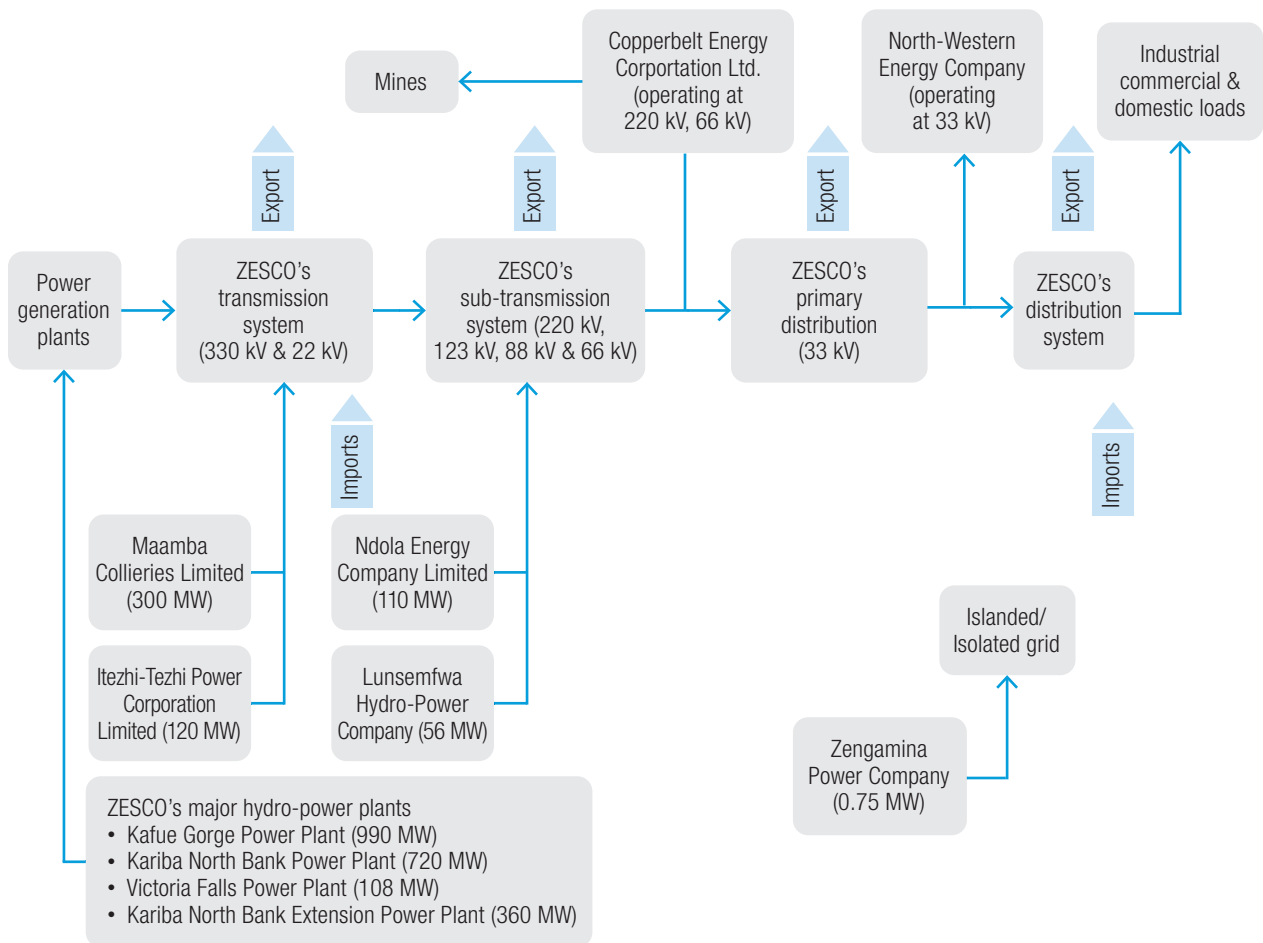 Mines
Copperbelt Energy
Corportation Ltd.
(operating at
220 kV, 66 kV)
North-Western
Energy Company
(operating
at 33 kV)
Industrial
commercial &
domestic loads
Export
Export
Export
Export
Power
generation
plants
ZESCO’s
transmission
system
(330 kV & 22 kV)
ZESCO’s
sub-transmission
system (220 kV,
123 kV, 88 kV & 66 kV)
ZESCO’s
primary
distribution
(33 kV)
ZESCO’s
distribution
system
Imports
Imports
Maamba
Collieries Limited
(300 MW)
Ndola Energy
Company Limited
(110 MW)
Islanded/
Isolated grid
Itezhi-Tezhi Power
Corporation
Limited (120 MW)
Lunsemfwa
Hydro-Power
Company (56 MW)
Zengamina
Power Company
(0.75 MW)
ZESCO’s major hydro-power plants
• Kafue Gorge Power Plant (990 MW)
• Kariba North Bank Power Plant (720 MW)
• Victoria Falls Power Plant (108 MW)
• Kariba North Bank Extension Power Plant (360 MW)